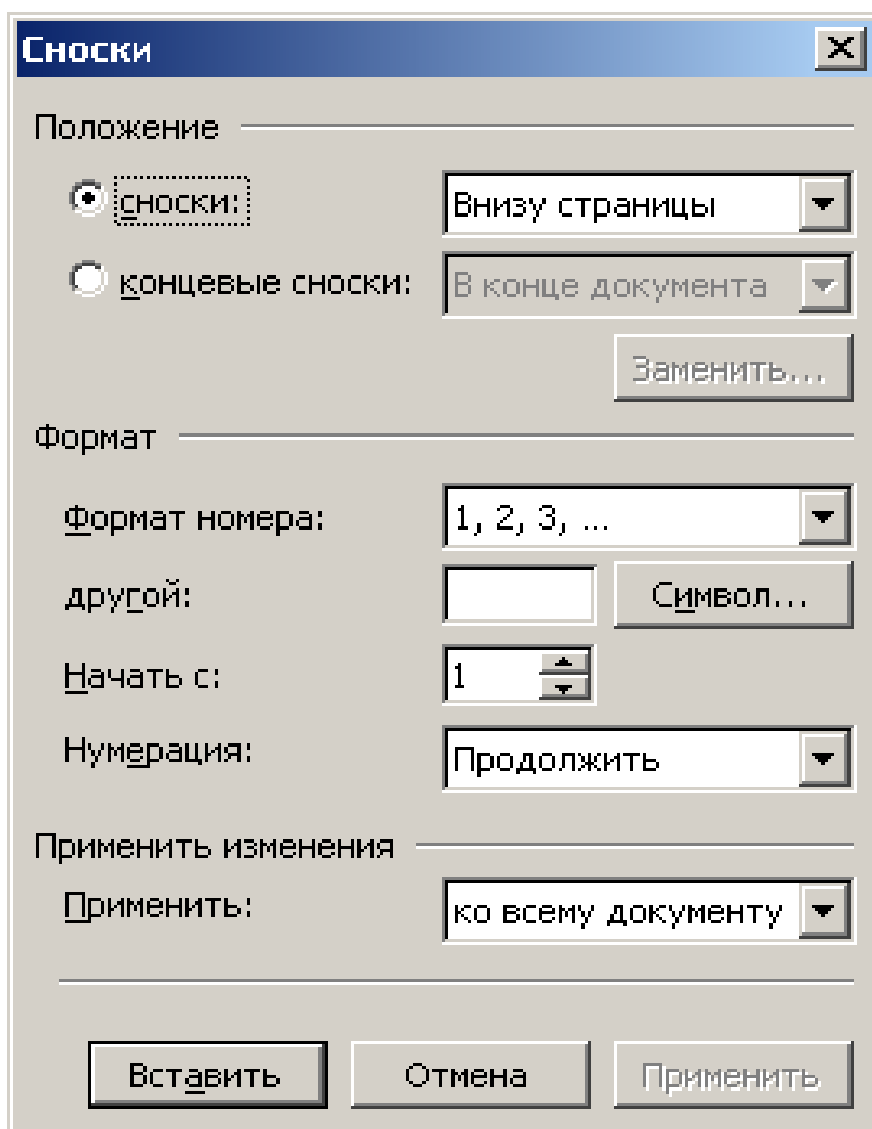 Сноски
Положение
сноски: Внизу страницы
концевые сноски: В конце документа
Заменить...
Формат
Формат номера: 1, 2, 3, ...
другой: Символ...
Начать с: 1
Нумерация: Продолжить
Применить изменения
Применить: ко всему документу
Вставить Отмена Применить